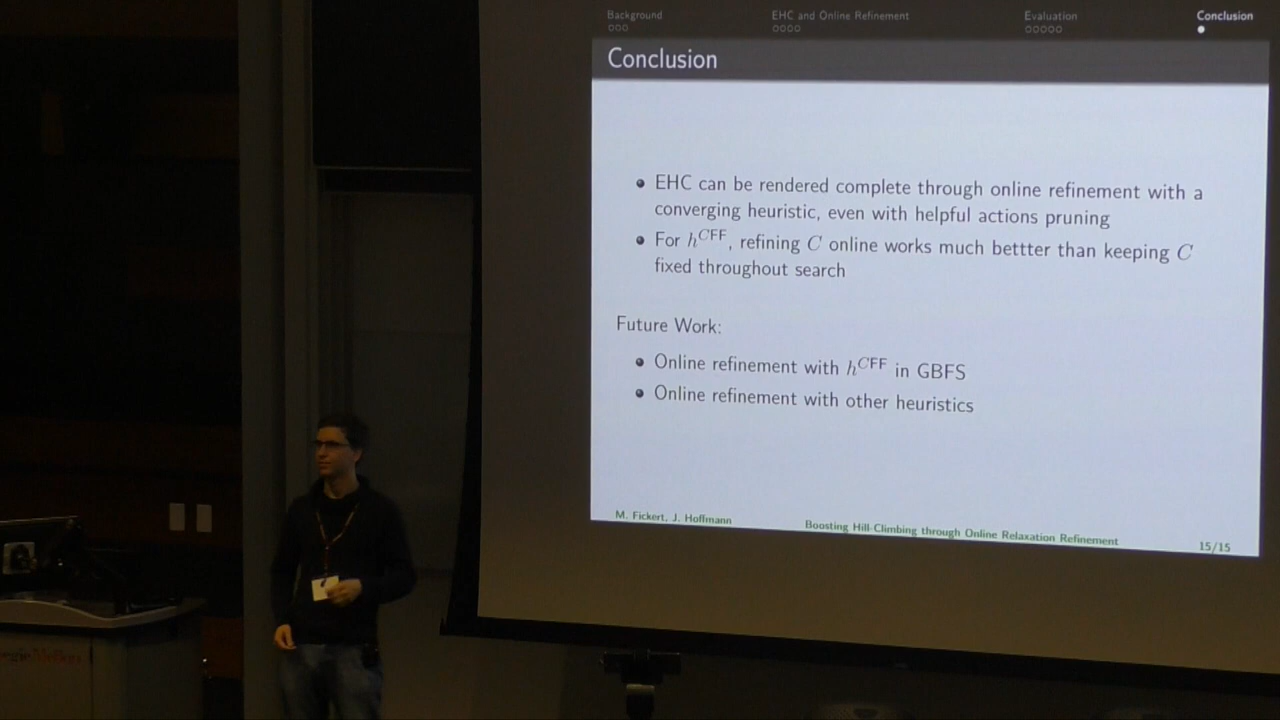 Background
EHC and Online Refinement
Evaluation
Conclusion
Conclusion
EHC can be rendered complete through online refinement with a
converging heuristic, even with helpful actions pruning
For h^CFF, refining C online works much bettter than keeping C
fixed throughout search
Future Work:
Online refinement with h^CFF in GBFS
Online refinement with other heuristics
M. Fickert, J. Hoffmann
Boosting Hill-Climbing through Online Relaxation Refinement
15/15